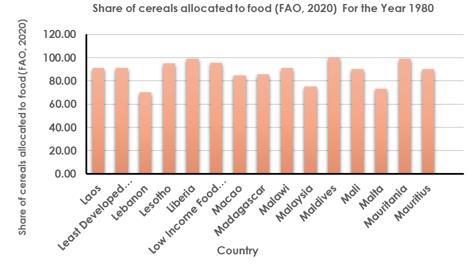 Share of cereals allocated to food (FAO, 2020)  For the Year 1980
Share of cereals allocated to food (FAO, 2020)
120.00
100.00
80.00
60.00
40.00
20.00
0.00
Laos
Least Developed...
Lebanon
Lesotho
Liberia
Low Income Food...
Macao
Madagascar
Malawi
Malaysia
Maldives
Mali
Malta
Mauritania
Mauritius
Country